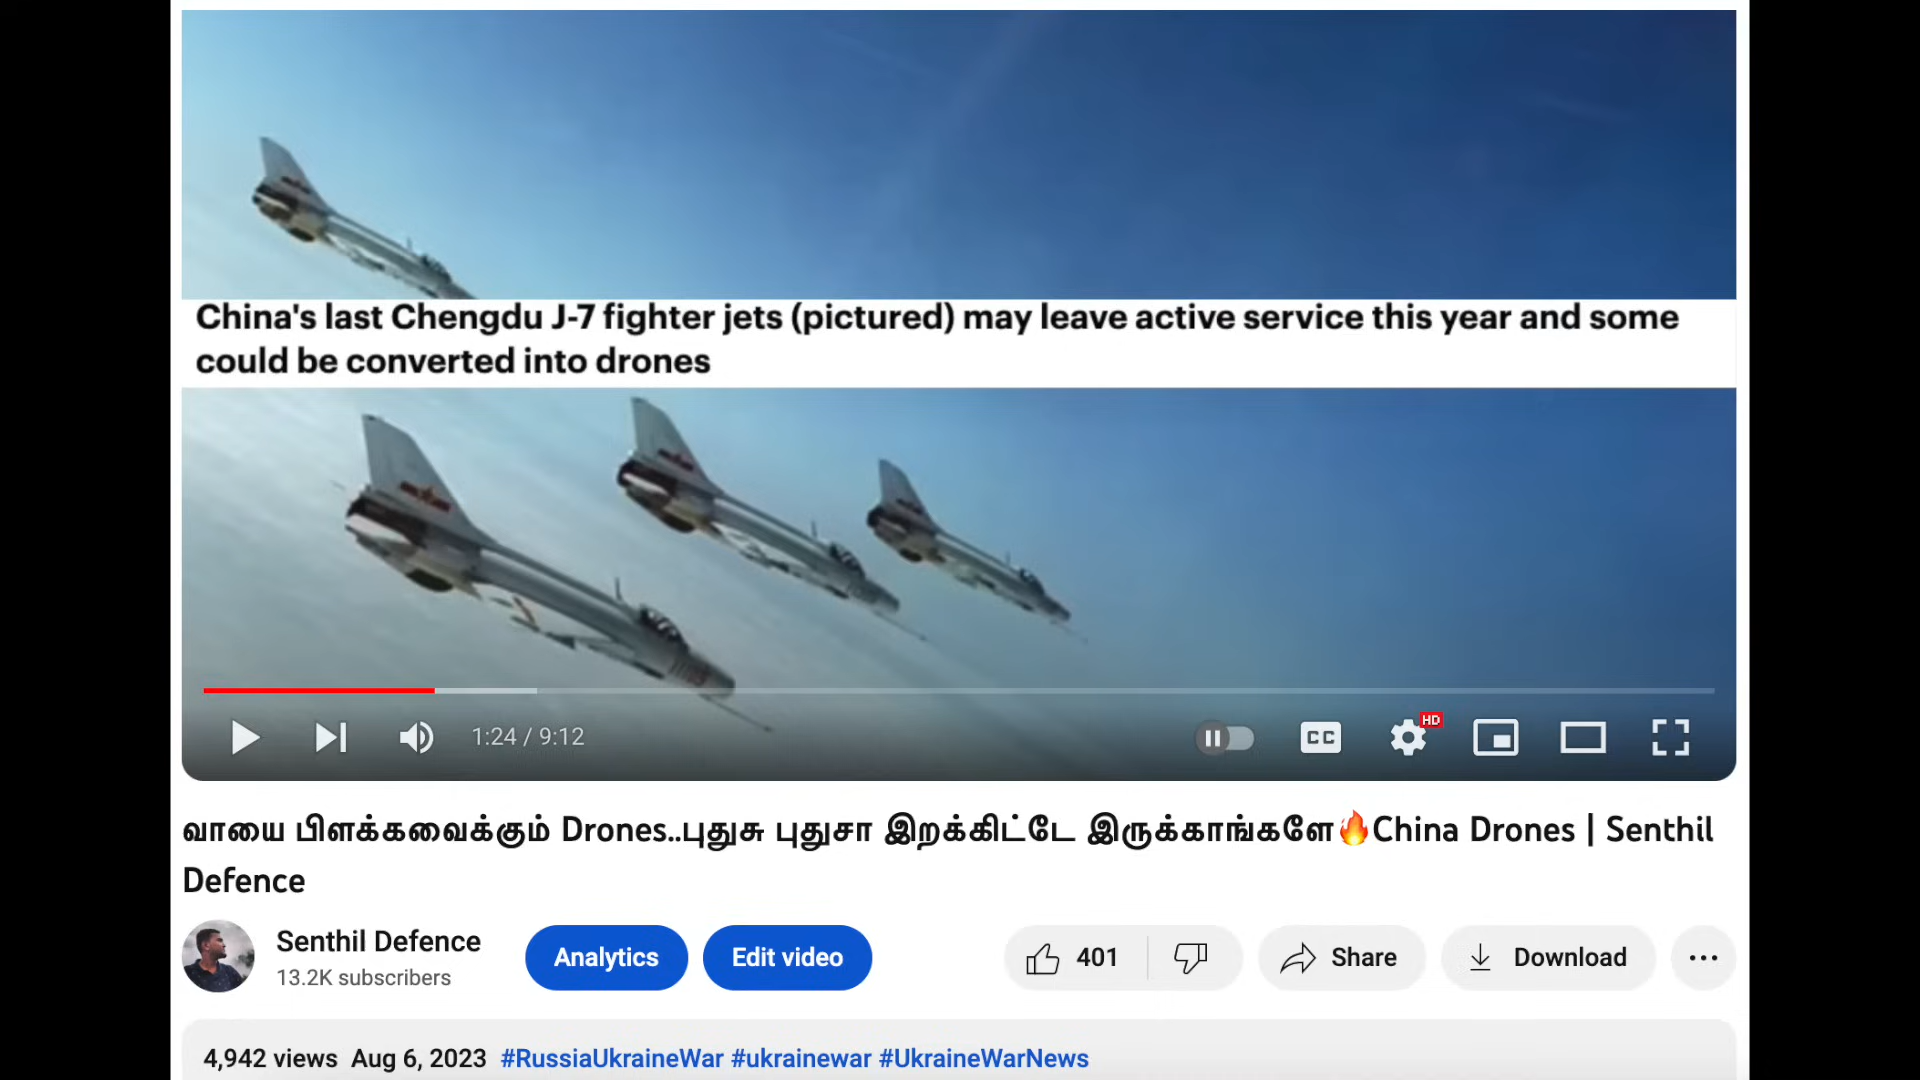 China's last Chengdu J-7 fighter jets (pictured) may leave active service this year and some
could be converted into drones
1:24 / 9:12
CC
HD
வாயை பிளக்கவைக்கும் Drones..புதுசு புதுசா இறக்கிட்டே இருக்காங்களே🔥China Drones | Senthil
Defence
Senthil Defence
13.2K subscribers
Analytics
Edit video
401
Share
Download
4,942 views Aug 6, 2023 #RussiaUkraineWar #ukrainewar #UkraineWarNews